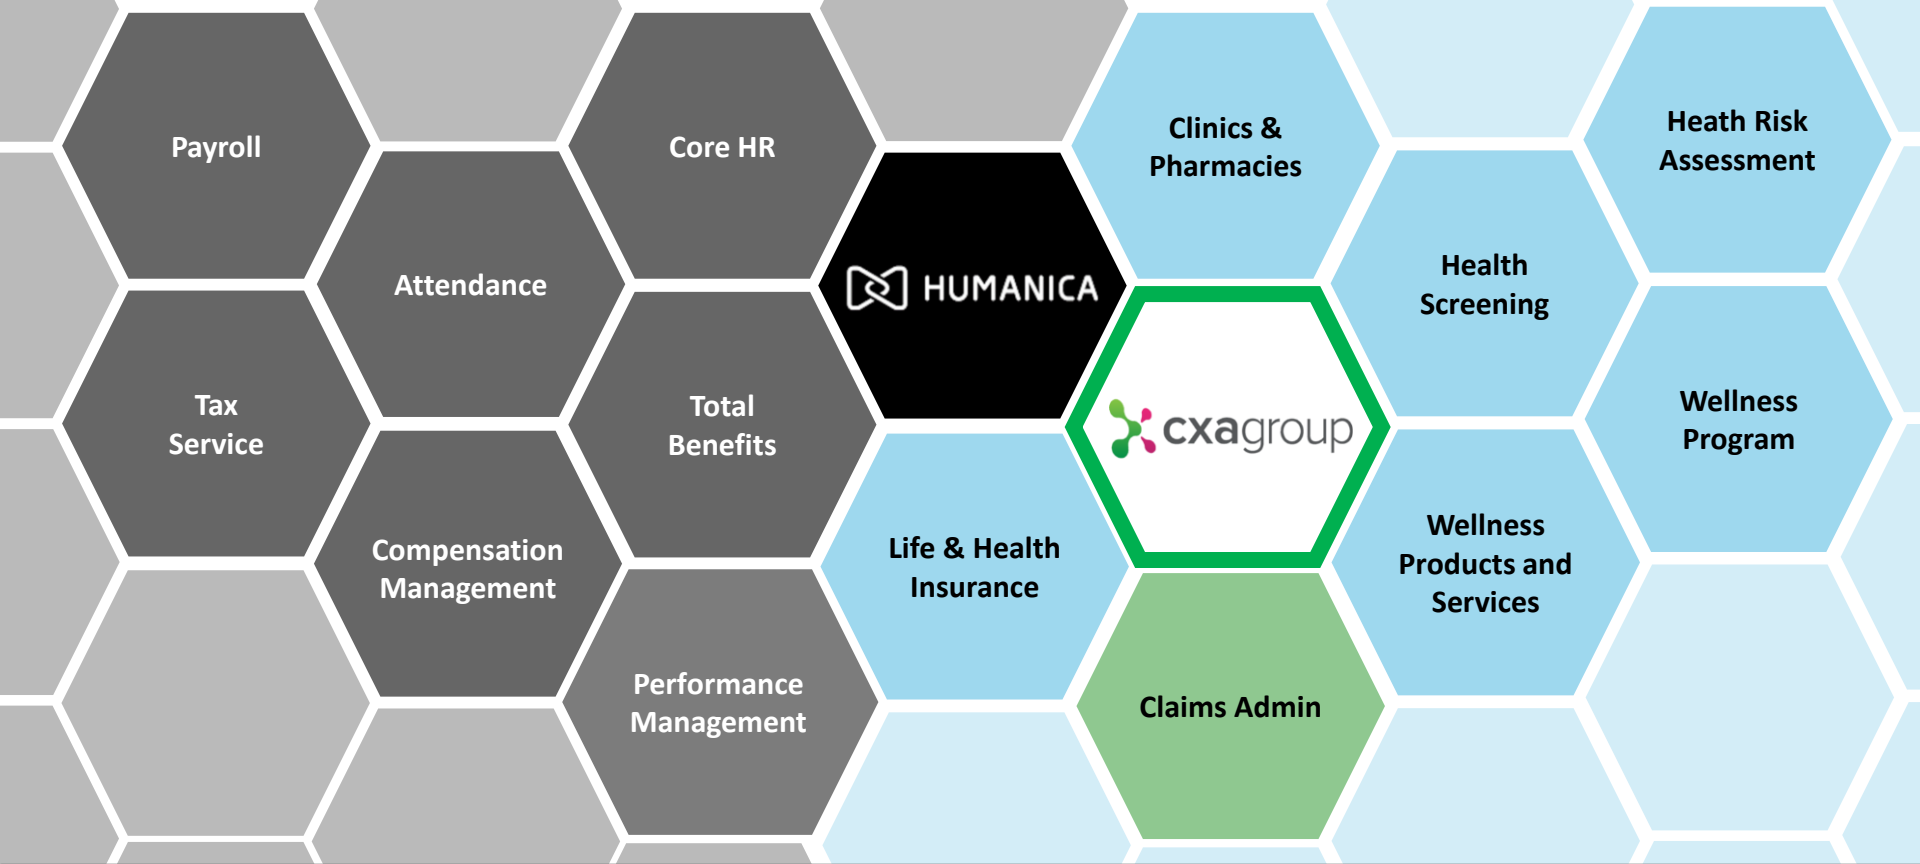 Payroll
Core HR
Clinics &
Pharmacies
Heath Risk
Assessment
Attendance
HUMANICA
Health
Screening
Tax
Service
Total
Benefits
cxagroup
Wellness
Program
Compensation
Management
Life & Health
Insurance
Wellness
Products and
Services
Performance
Management
Claims Admin